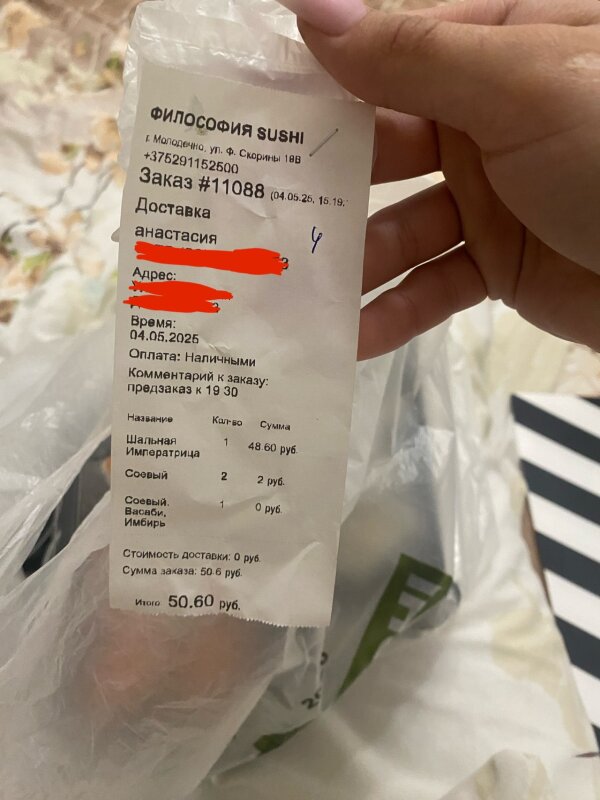 ФИЛОСОФИЯ SUSHI
г. Молодечно, ул. Ф. Скорины 18В
+375291152500
Заказ #11088 (04.05.25, 15:19:
Доставка
анастасия
Адрес:
Время:
04.05.2025
Оплата: Наличными
Комментарий к заказу:
предзаказ к 19 30
Название Кол-во Сумма
Шальная Императрица 1 48.60 руб.
Соевый 2 2 руб.
Соевый, Васаби, Имбирь 1 0 руб.
Стоимость доставки: 0 руб.
Сумма заказа: 50.6 руб.
Итого 50.60 руб.